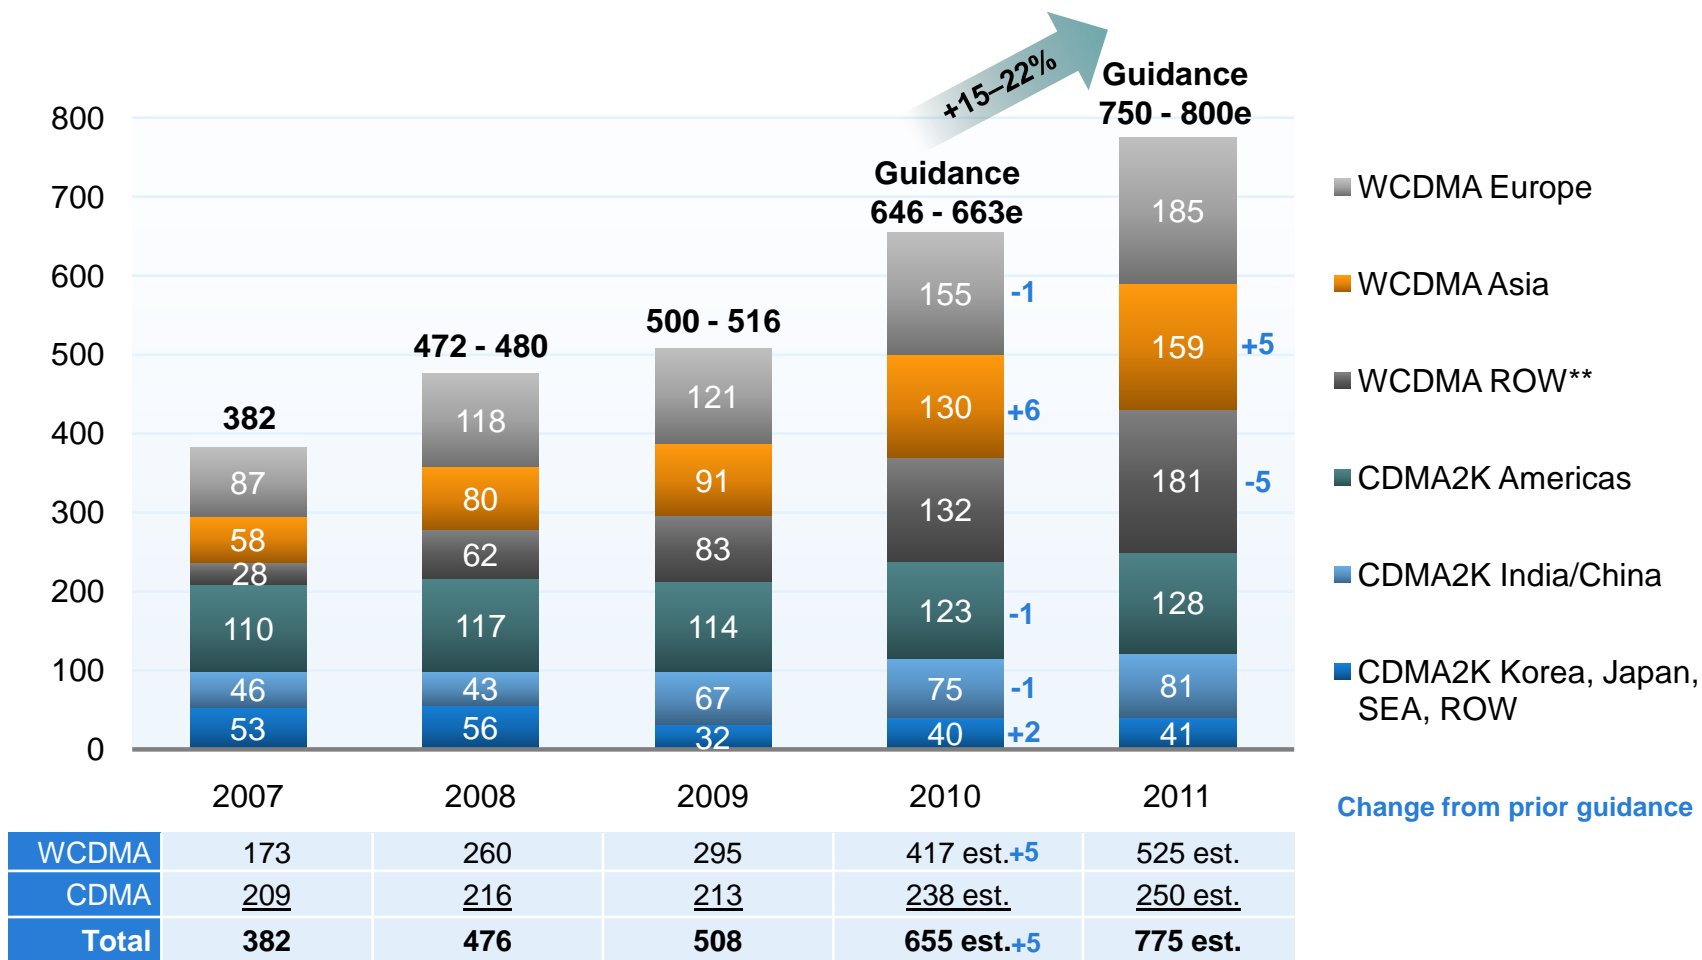 +15–22%
Guidance
750 - 800e
Guidance
646 - 663e
500 - 516
472 - 480
382
800
700
600
500
400
300
200
100
0
87
58
28
110
46
53
118
80
62
117
43
56
121
91
83
114
67
32
155 -1
130 +6
132
123 -1
75 -1
40 +2
185
159 +5
181 -5
128
81
41
2007 2008 2009 2010 2011
WCDMA Europe
WCDMA Asia
WCDMA ROW**
CDMA2K Americas
CDMA2K India/China
CDMA2K Korea, Japan,
SEA, ROW
Change from prior guidance
WCDMA 173 260 295 417 est.+5 525 est.
CDMA 209 216 213 238 est. 250 est.
Total 382 476 508 655 est.+5 775 est.